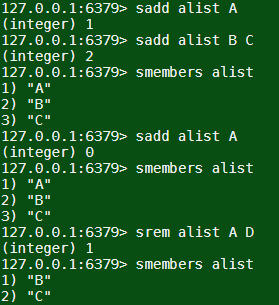 127.0.0.1:6379> sadd alist A
(integer) 1
127.0.0.1:6379> sadd alist B C
(integer) 2
127.0.0.1:6379> smembers alist
1) "A"
2) "B"
3) "C"
127.0.0.1:6379> sadd alist A
(integer) 0
127.0.0.1:6379> smembers alist
1) "A"
2) "B"
3) "C"
127.0.0.1:6379> srem alist A D
(integer) 1
127.0.0.1:6379> smembers alist
1) "B"
2) "C"